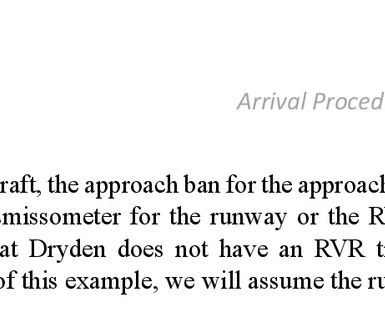 Arrival Proced
raft, the approach ban for the approach
smissometer for the runway or the R
at Dryden does not have an RVR t
of this example, we will assume the ru